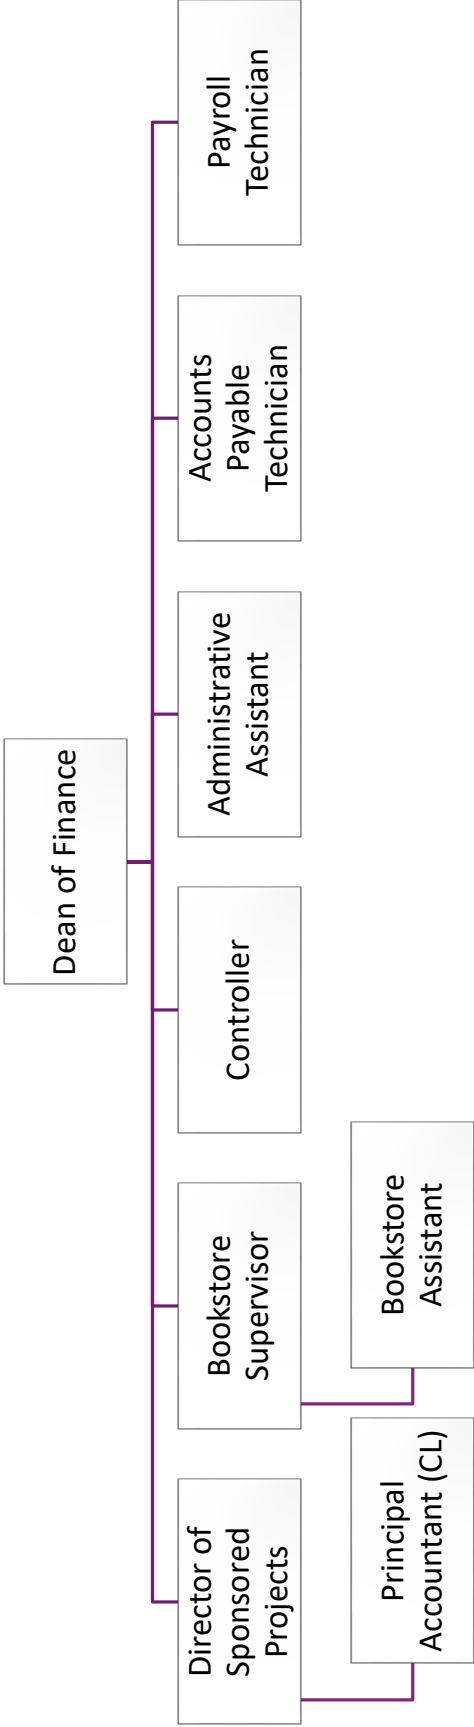 Dean of Finance
Director of
Sponsored
Projects
Bookstore
Supervisor
Controller
Administrative
Assistant
Accounts
Payable
Technician
Payroll
Technician
Principal
Accountant (CL)
Bookstore
Assistant